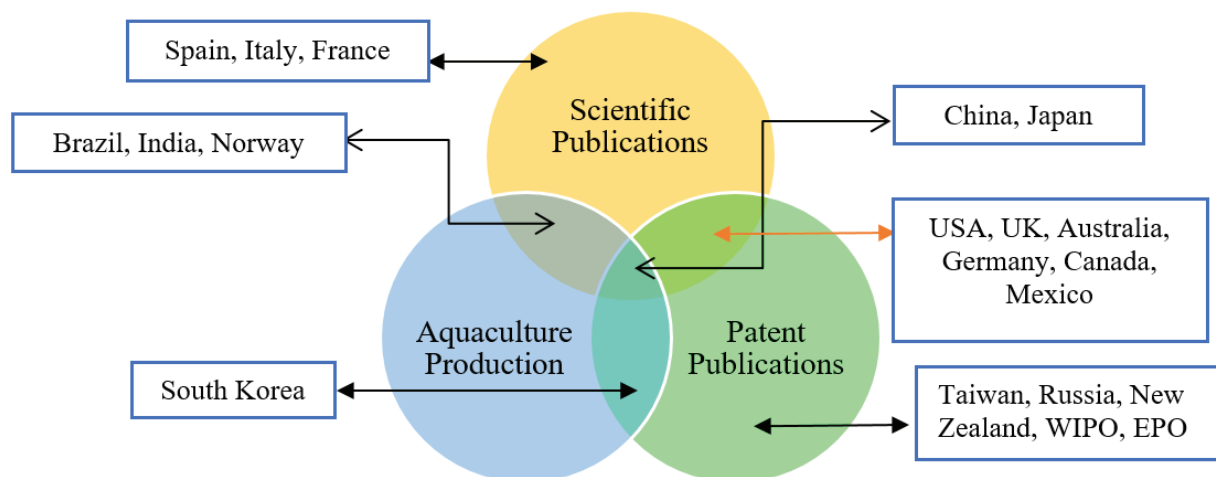 Spain, Italy, France
Scientific
Publications
China, Japan
Brazil, India, Norway
USA, UK, Australia,
Germany, Canada,
Mexico
Aquaculture
Production
Patent
Publications
South Korea
Taiwan, Russia, New
Zealand, WIPO, EPO